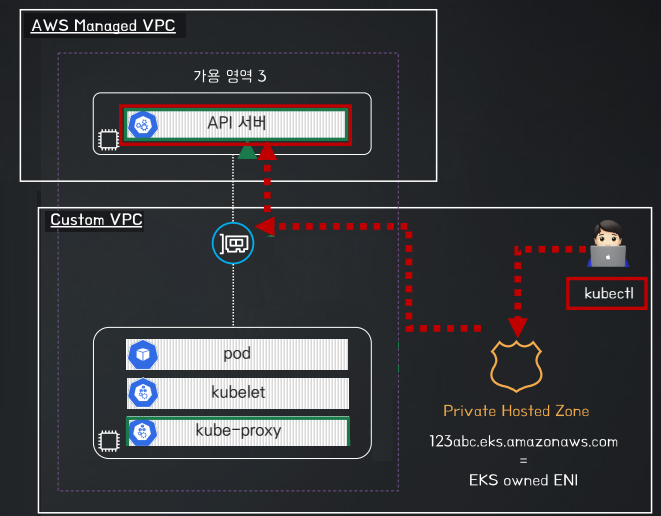 AWS Managed VPC
가용 영역 3
API 서버
Custom VPC
kubectl
pod
kubelet
kube-proxy
Private Hosted Zone
123abc.eks.amazonaws.com
=
EKS owned ENI